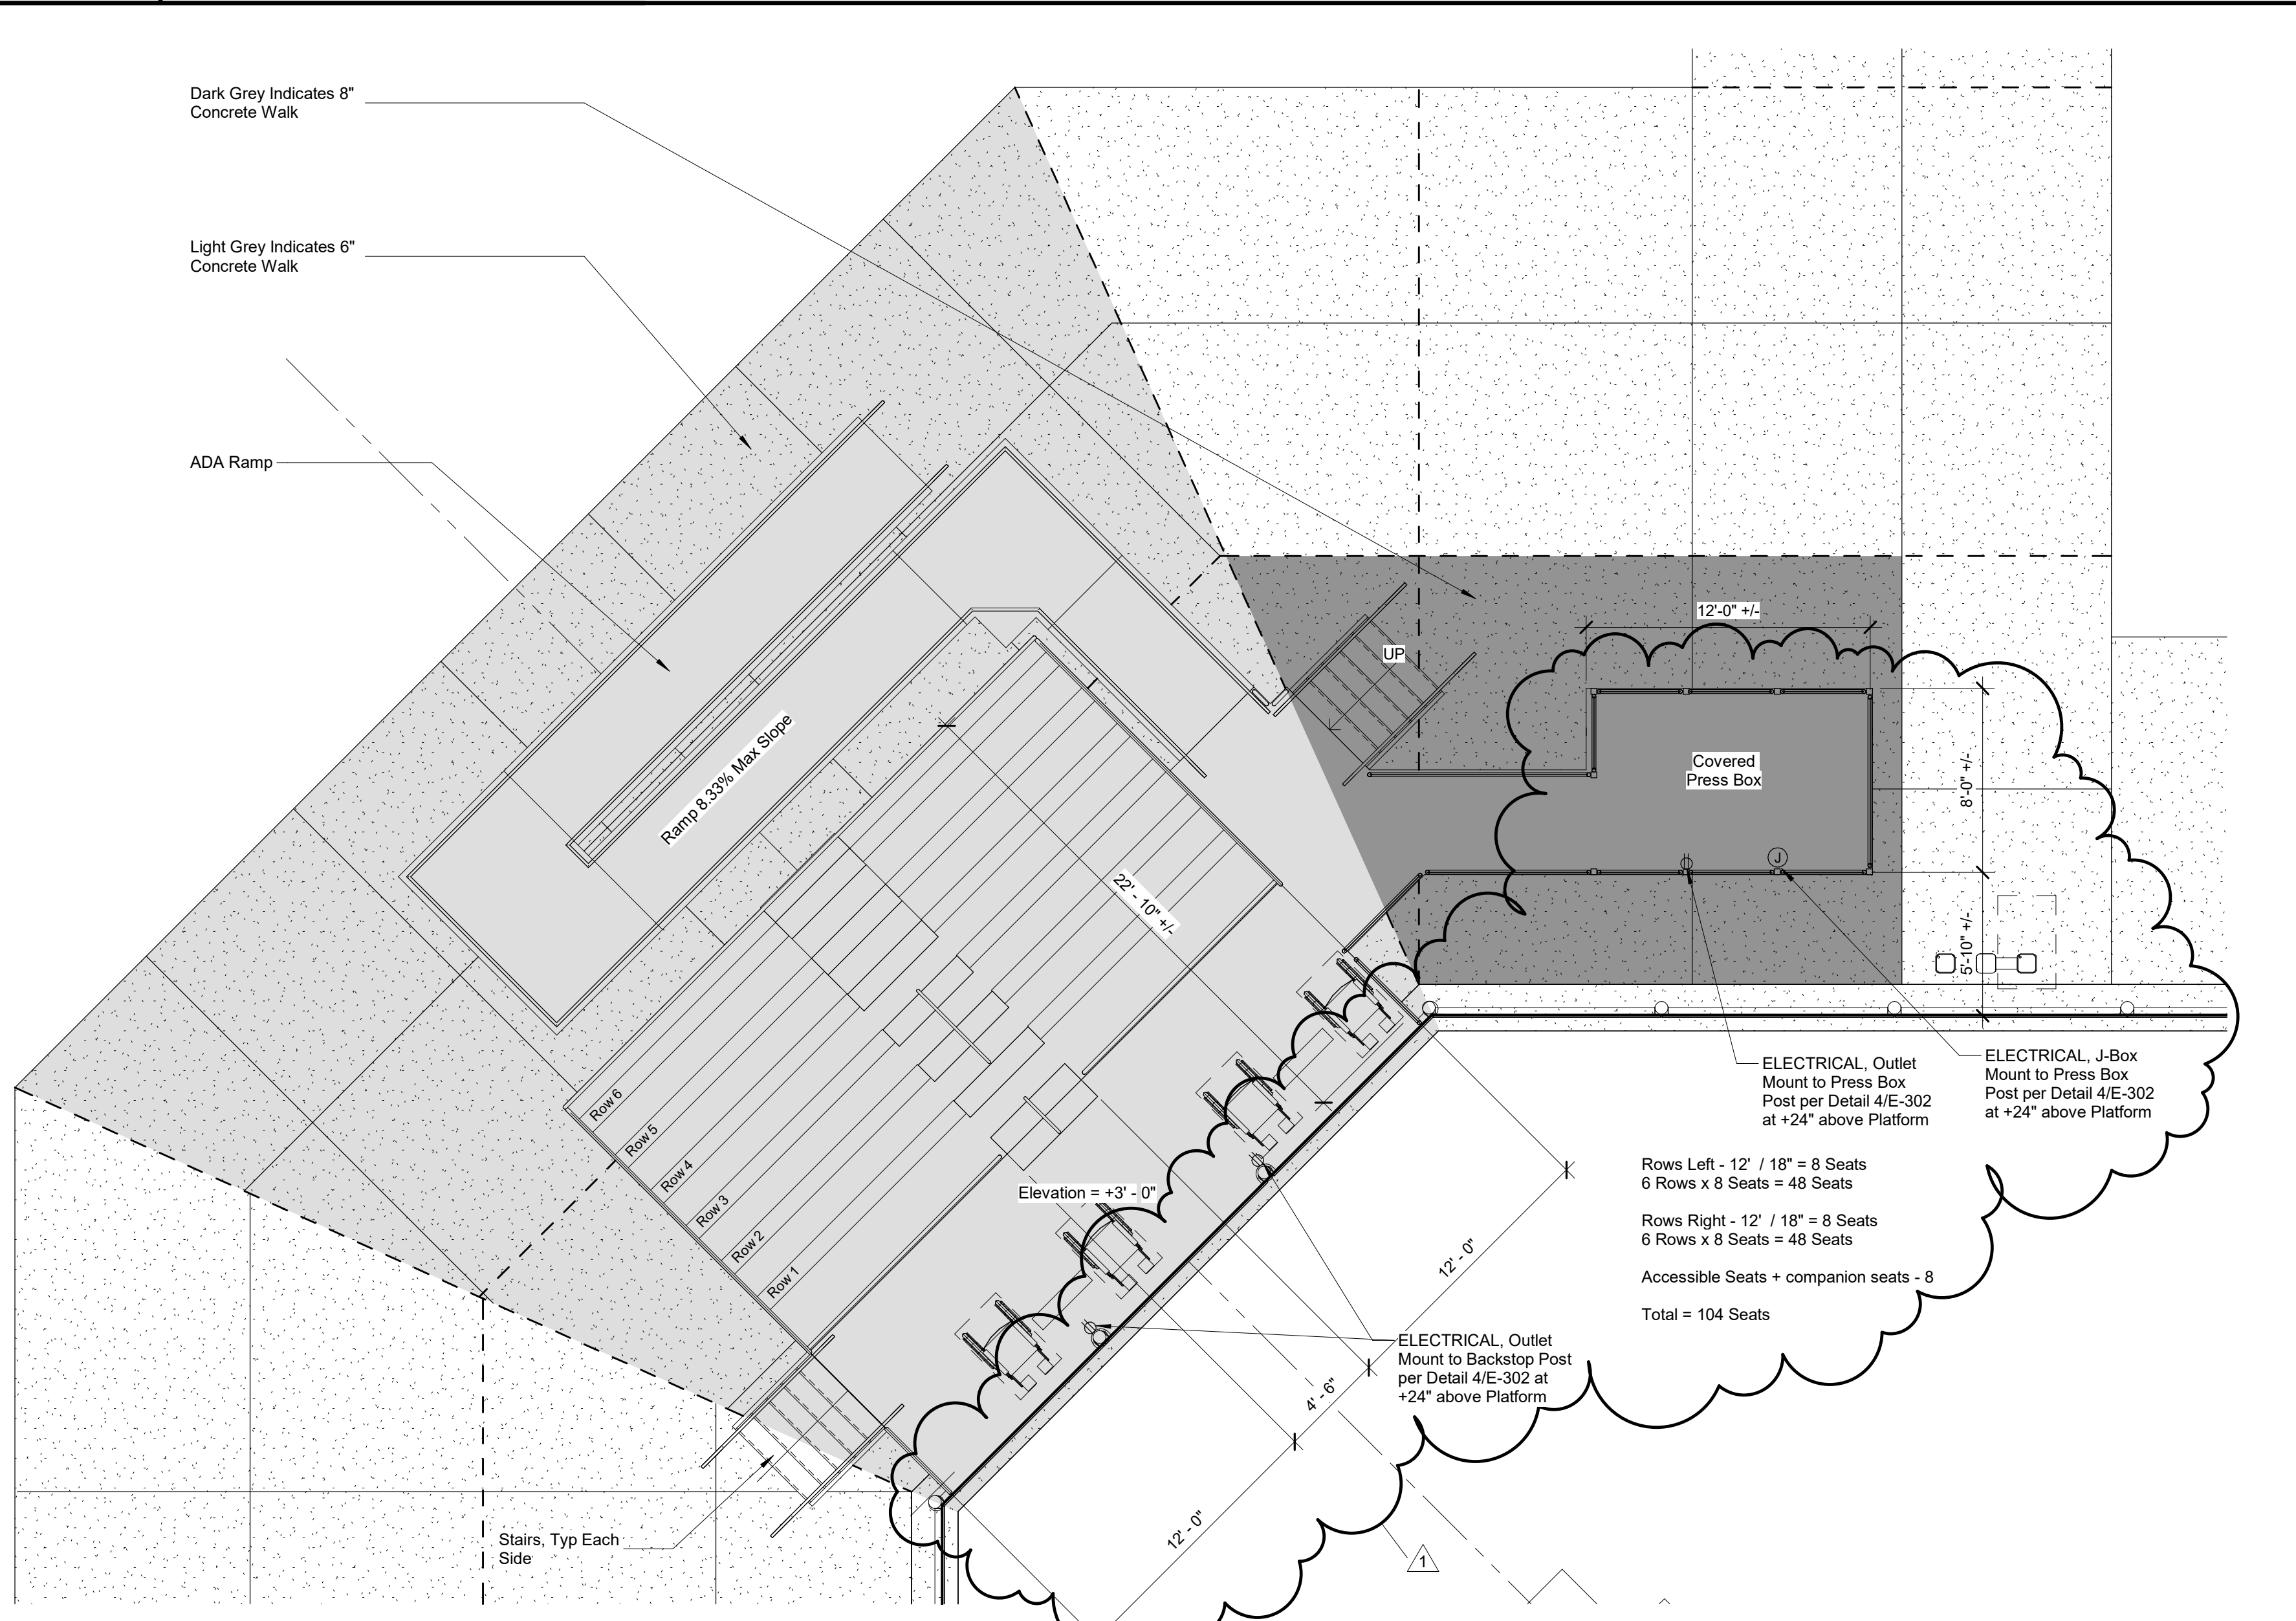 Dark Grey Indicates 8"
Concrete Walk
Light Grey Indicates 6"
Concrete Walk
ADA Ramp
12'-0" +/-
UP
Covered
Press Box
8'-0" +/-
J
5'-10" +/-
Ramp 8.33% Max Slope
22' - 10" +/-
Row 6
Row 5
Row 4
Row 3
Row 2
Row 1
Elevation = +3' - 0"
ELECTRICAL, Outlet
Mount to Press Box
Post per Detail 4/E-302
at +24" above Platform
ELECTRICAL, J-Box
Mount to Press Box
Post per Detail 4/E-302
at +24" above Platform
Rows Left - 12' / 18" = 8 Seats
6 Rows x 8 Seats = 48 Seats
Rows Right - 12' / 18" = 8 Seats
6 Rows x 8 Seats = 48 Seats
Accessible Seats + companion seats - 8
Total = 104 Seats
12' - 0"
4' - 6"
12' - 0"
ELECTRICAL, Outlet
Mount to Backstop Post
per Detail 4/E-302 at
+24" above Platform
Stairs, Typ Each
Side
1